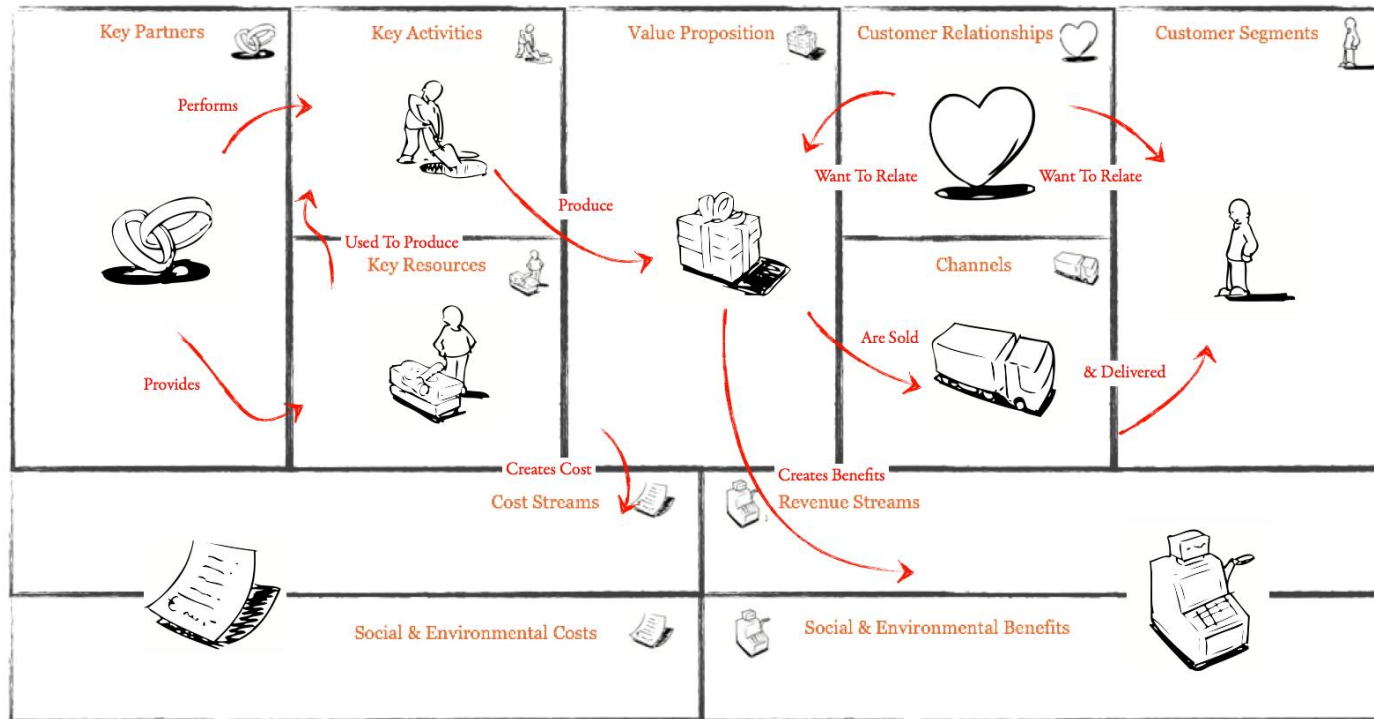 Key Partners
Key Activities
Value Proposition
Customer Relationships
Customer Segments
Performs
Want To Relate
Want To Relate
Produce
Used To Produce
Key Resources
Channels
Are Sold
& Delivered
Provides
Creates Cost
Creates Benefits
Cost Streams
Revenue Streams
Social & Environmental Costs
Social & Environmental Benefits